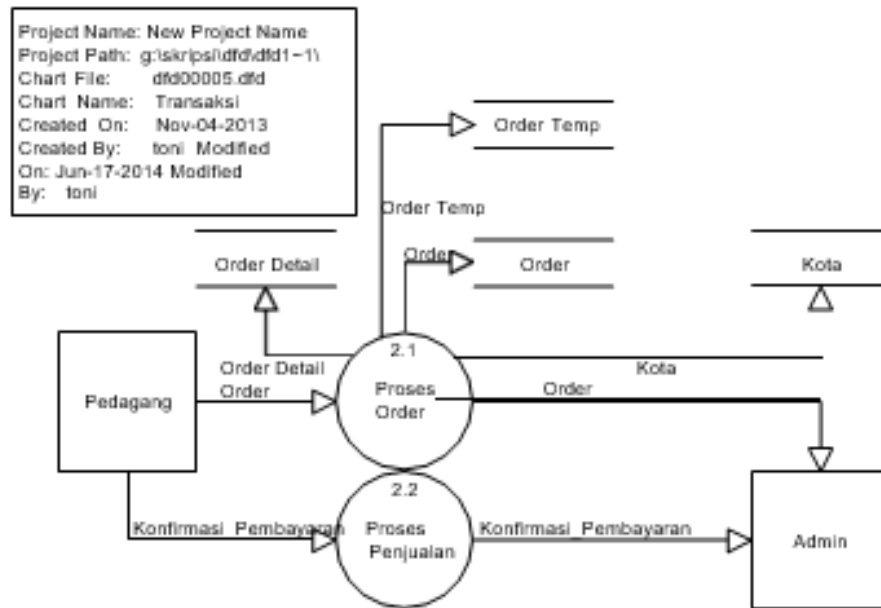 Project Name: New Project Name
Project Path: g:\skripsi\dfd\dfd1~1\
Chart File: dfd00005.dfd
Chart Name: Transaksi
Created On: Nov-04-2013
Created By: toni Modified
On: Jun-17-2014 Modified
By: toni
Order Temp
Order Temp
Order Detail
Order
Order
Kota
2.1
Proses
Order
Order Detail
Order
Kota
Order
Pedagang
2.2
Proses
Penjualan
Konfirmasi_Pembayaran
Konfirmasi_Pembayaran
Admin